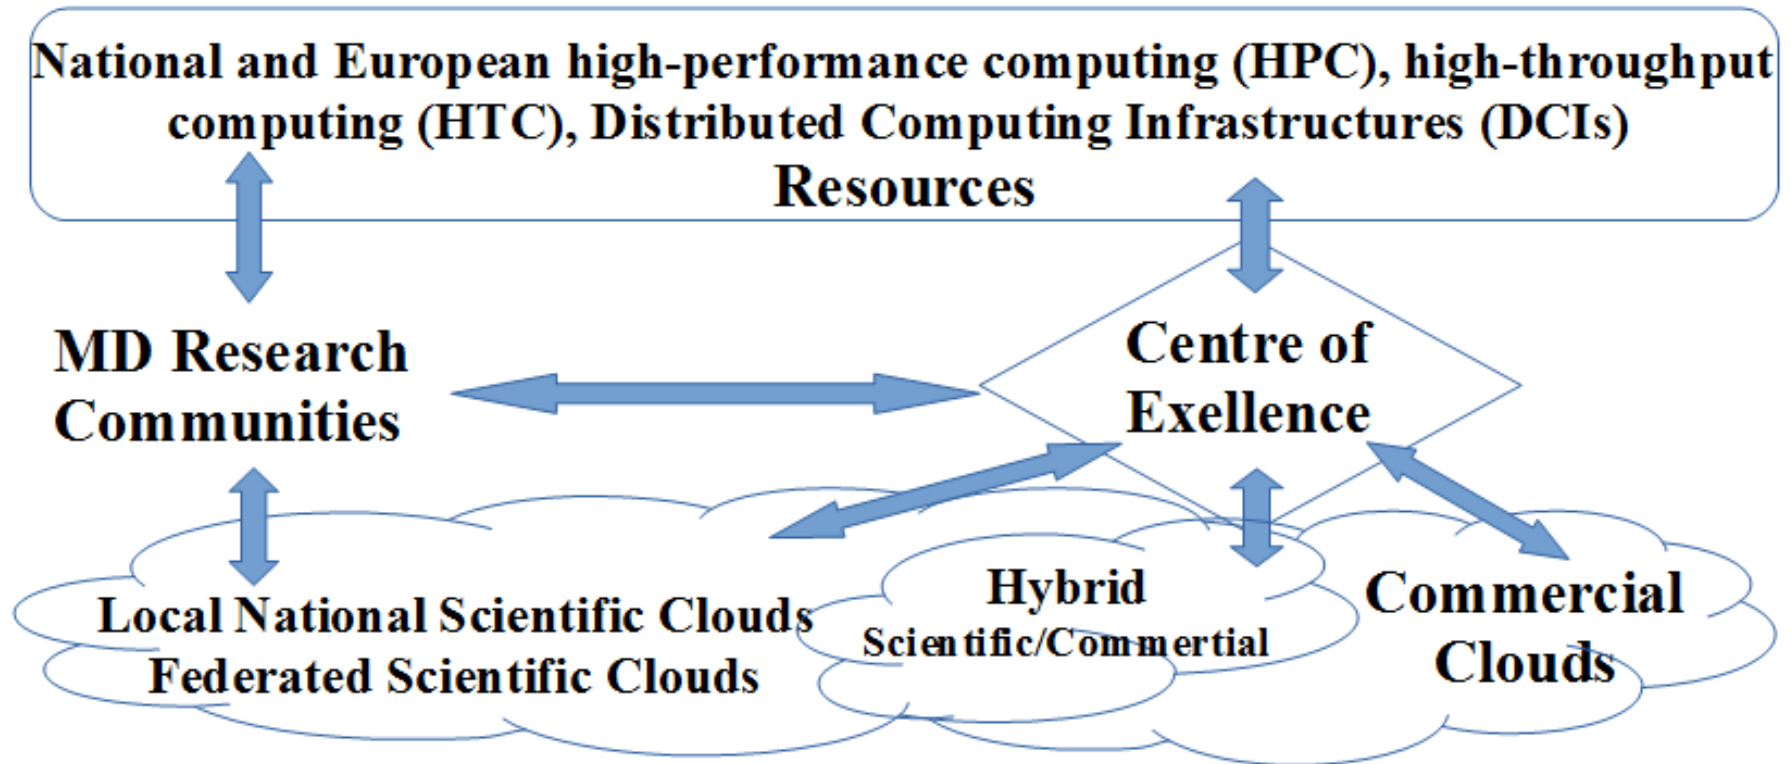 National and European high-performance computing (HPC), high-throughput
computing (HTC), Distributed Computing Infrastructures (DCIs)
Resources
MD Research
Communities
Centre of
Exellence
Local National Scientific Clouds
Federated Scientific Clouds
Hybrid
Scientific/Commertial
Commercial
Clouds